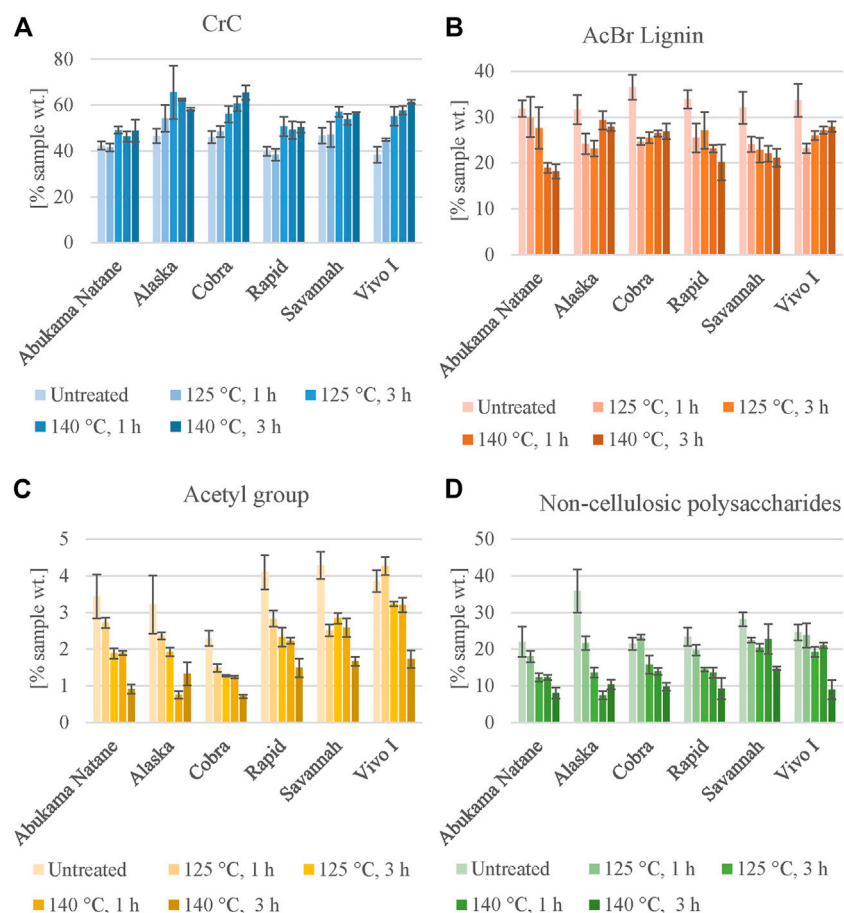 A
CrC
[% sample wt.]
80
60
40
20
0
Abukama Natane
Alaska
Cobra
Rapid
Savannah
Vivo I
Untreated
125 °C, 1 h
125 °C, 3 h
140 °C, 1 h
140 °C, 3 h
B
AcBr Lignin
[% sample wt.]
40
30
20
10
0
Abukama Natane
Alaska
Cobra
Rapid
Savannah
Vivo I
Untreated
125 °C, 1 h
125 °C, 3 h
140 °C, 1 h
140 °C, 3 h
C
Acetyl group
[% sample wt.]
5
4
3
2
1
0
Abukama Natane
Alaska
Cobra
Rapid
Savannah
Vivo I
Untreated
125 °C, 1 h
125 °C, 3 h
140 °C, 1 h
140 °C, 3 h
D
Non-cellulosic polysaccharides
[% sample wt.]
50
40
30
20
10
0
Abukama Natane
Alaska
Cobra
Rapid
Savannah
Vivo I
Untreated
125 °C, 1 h
125 °C, 3 h
140 °C, 1 h
140 °C, 3 h